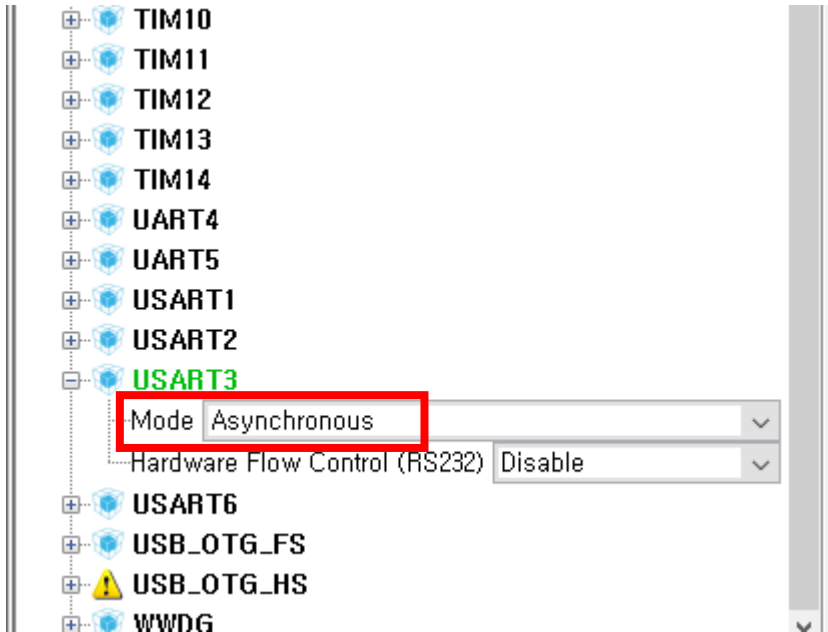 TIM10
TIM11
TIM12
TIM13
TIM14
UART4
UART5
USART1
USART2
USART3
Mode Asynchronous
Hardware Flow Control (RS232) Disable
USART6
USB_OTG_FS
USB_OTG_HS
WWDG